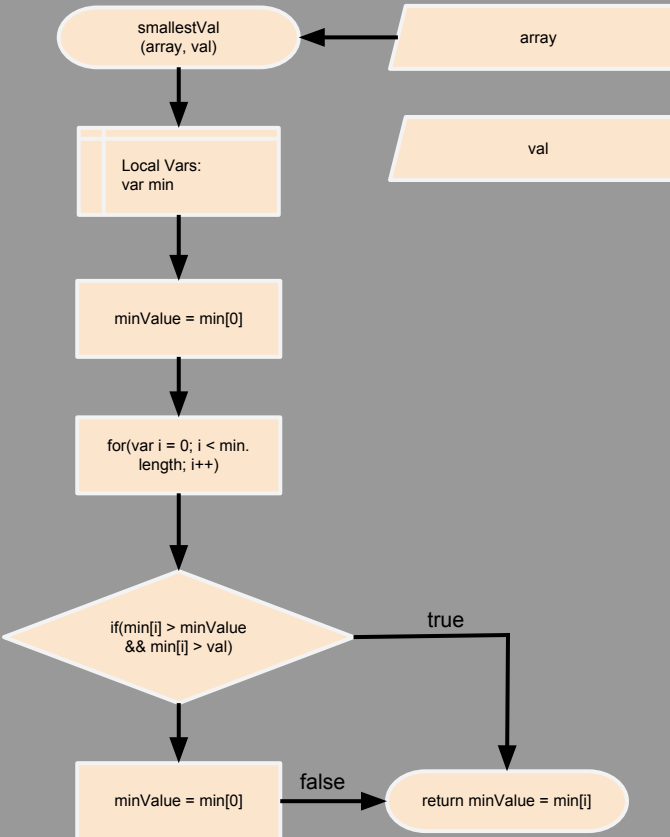 smallestVal
(array, val)
array
val
Local Vars:
var min
minValue = min[0]
for(var i = 0; i < min.
length; i++)
if(min[i] > minValue
&& min[i] > val)
true
minValue = min[0]
false
return minValue = min[i]